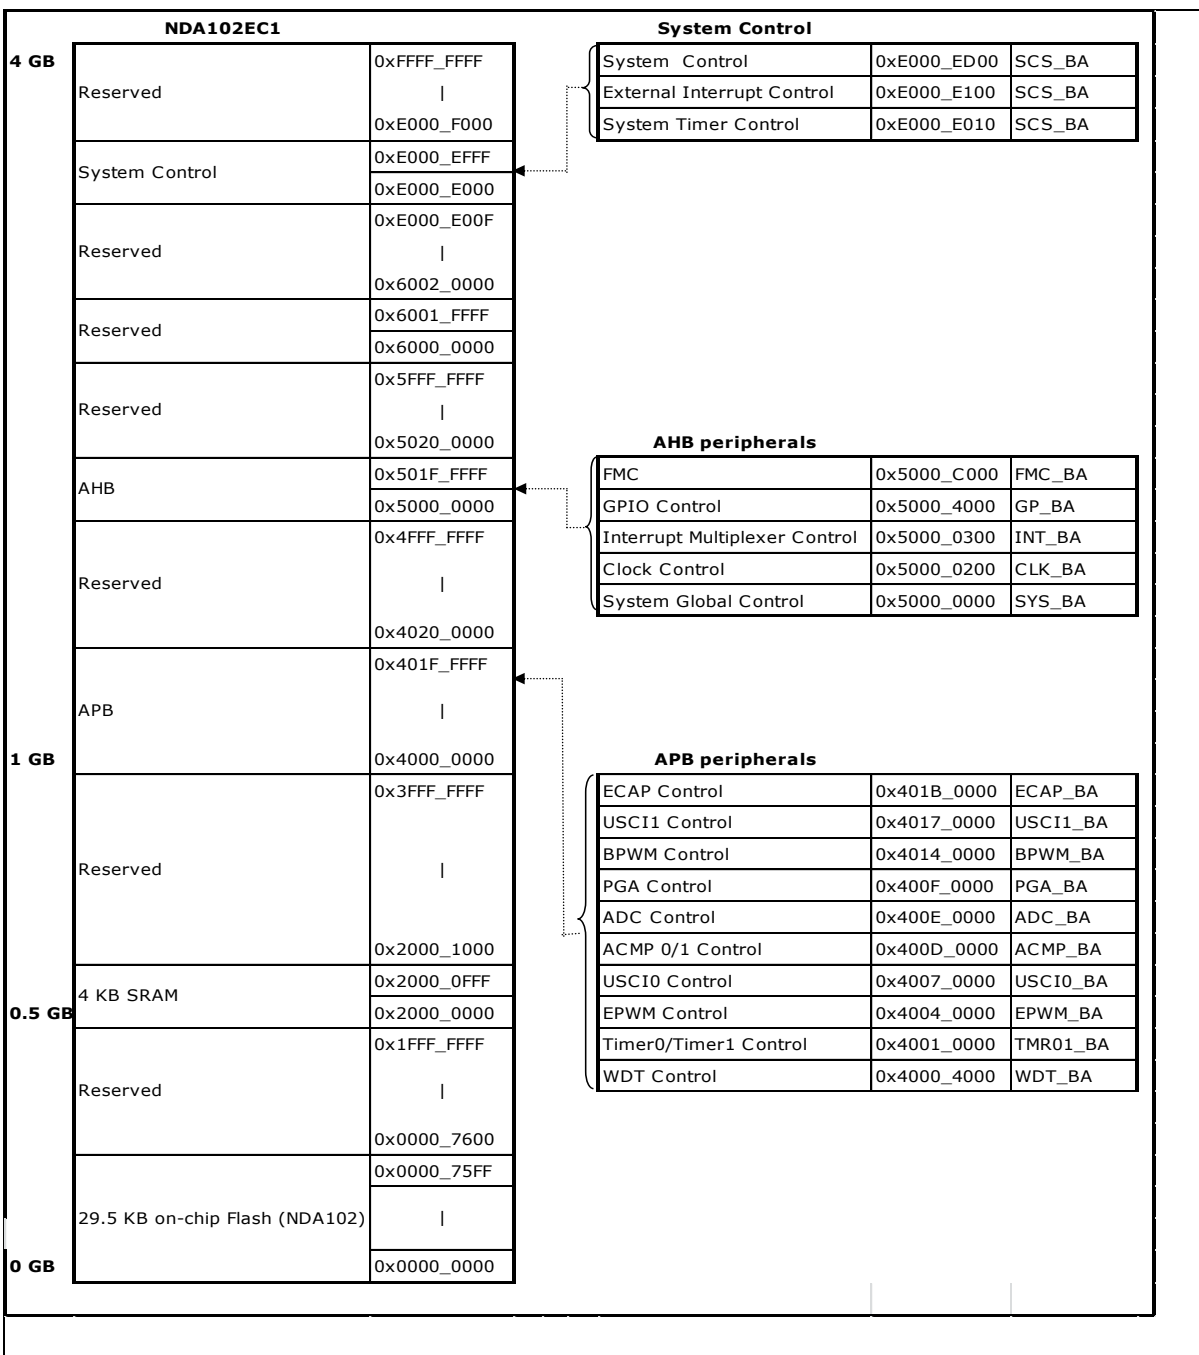 NDA102EC1
System Control
4 GB
Reserved
0xFFFF_FFFF
|
0xE000_F000
System Control
0xE000_ED00
SCS_BA
External Interrupt Control
0xE000_E100
SCS_BA
System Timer Control
0xE000_E010
SCS_BA
System Control
0xE000_EFFF
0xE000_E000
Reserved
0xE000_E00F
|
0x6002_0000
Reserved
0x6001_FFFF
0x6000_0000
Reserved
0x5FFF_FFFF
|
0x5020_0000
AHB peripherals
AHB
0x501F_FFFF
0x5000_0000
FMC
0x5000_C000
FMC_BA
GPIO Control
0x5000_4000
GP_BA
Interrupt Multiplexer Control
0x5000_0300
INT_BA
Clock Control
0x5000_0200
CLK_BA
System Global Control
0x5000_0000
SYS_BA
Reserved
0x4FFF_FFFF
|
0x4020_0000
APB
0x401F_FFFF
|
1 GB
0x4000_0000
APB peripherals
ECAP Control
0x401B_0000
ECAP_BA
USCI1 Control
0x4017_0000
USCI1_BA
BPWM Control
0x4014_0000
BPWM_BA
PGA Control
0x400F_0000
PGA_BA
ADC Control
0x400E_0000
ADC_BA
ACMP 0/1 Control
0x400D_0000
ACMP_BA
USCI0 Control
0x4007_0000
USCI0_BA
EPWM Control
0x4004_0000
EPWM_BA
Timer0/Timer1 Control
0x4001_0000
TMR01_BA
WDT Control
0x4000_4000
WDT_BA
Reserved
0x3FFF_FFFF
|
0x2000_1000
4 KB SRAM
0x2000_0FFF
0.5 GB
0x2000_0000
Reserved
0x1FFF_FFFF
|
0x0000_7600
29.5 KB on-chip Flash (NDA102)
0x0000_75FF
|
0 GB
0x0000_0000